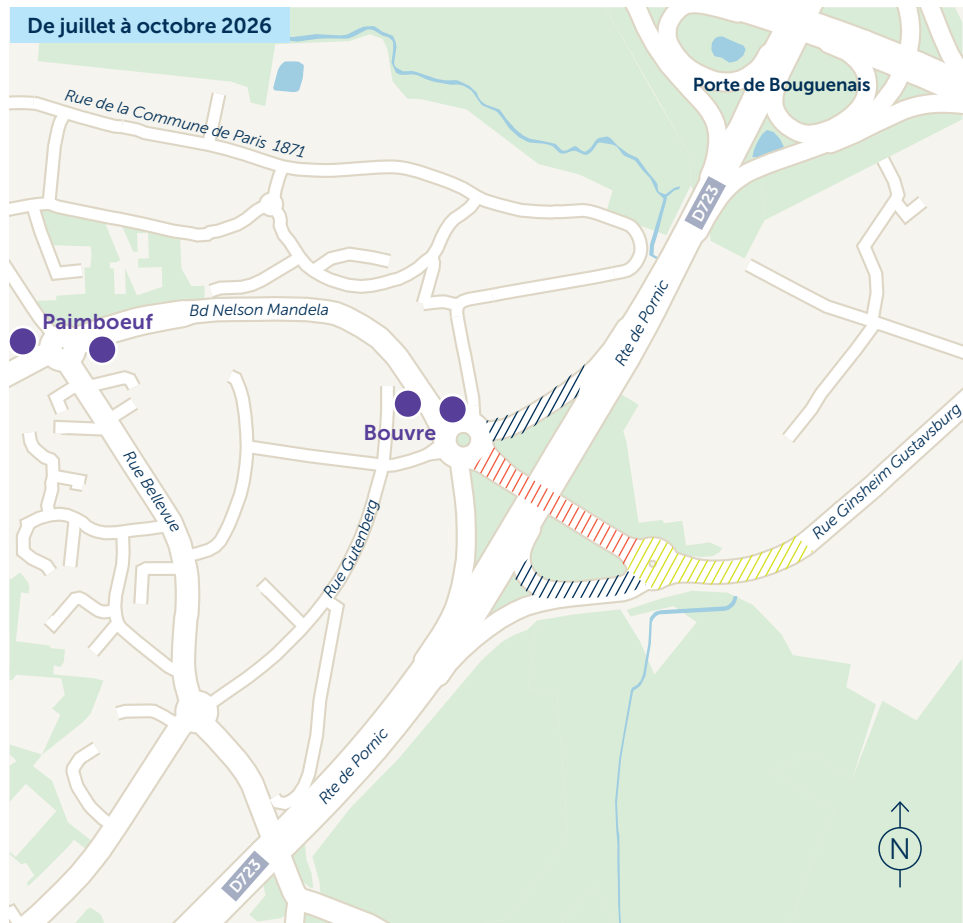 De juillet à octobre 2026
Porte de Bouguenais
Rue de la Commune de Paris 1871
D723
Bd Nelson Mandela
Paimboeuf
Rte de Pornic
Bouvre
Rue Ginsheim Gustavsburg
Rue Bellevue
Rue Gutenberg
Rte de Pornic
D723
N